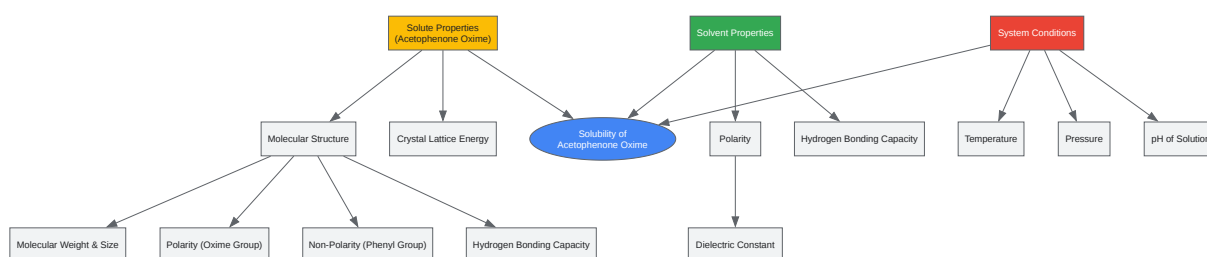 Solute Properties
(Acetophenone Oxime)
Solvent Properties
System Conditions
Molecular Structure
Crystal Lattice Energy
Solubility of
Acetophenone Oxime
Polarity
Hydrogen Bonding Capacity
Temperature
Pressure
pH of Solution
Molecular Weight & Size
Polarity (Oxime Group)
Non-Polarity (Phenyl Group)
Hydrogen Bonding Capacity
Dielectric Constant